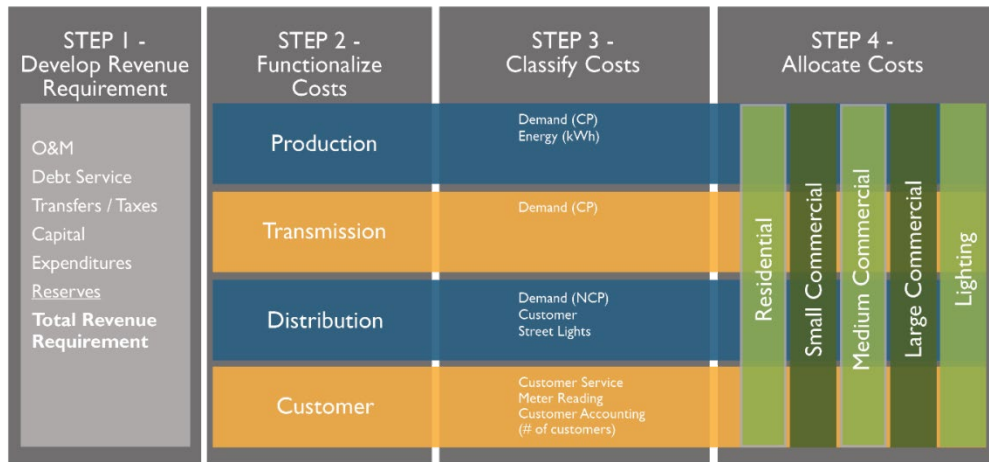 STEP 1 -
Develop Revenue
Requirement
O&M
Debt Service
Transfers / Taxes
Capital
Expenditures
Reserves
Total Revenue
Requirement
STEP 2 -
Functionalize
Costs
Production
Transmission
Distribution
Customer
STEP 3 -
Classify Costs
Demand (CP)
Energy (kWh)
Demand (CP)
Demand (NCP)
Customer
Street Lights
Customer Service
Meter Reading
Customer Accounting
(# of customers)
STEP 4 -
Allocate Costs
Residential
Small Commercial
Medium Commercial
Large Commercial
Lighting